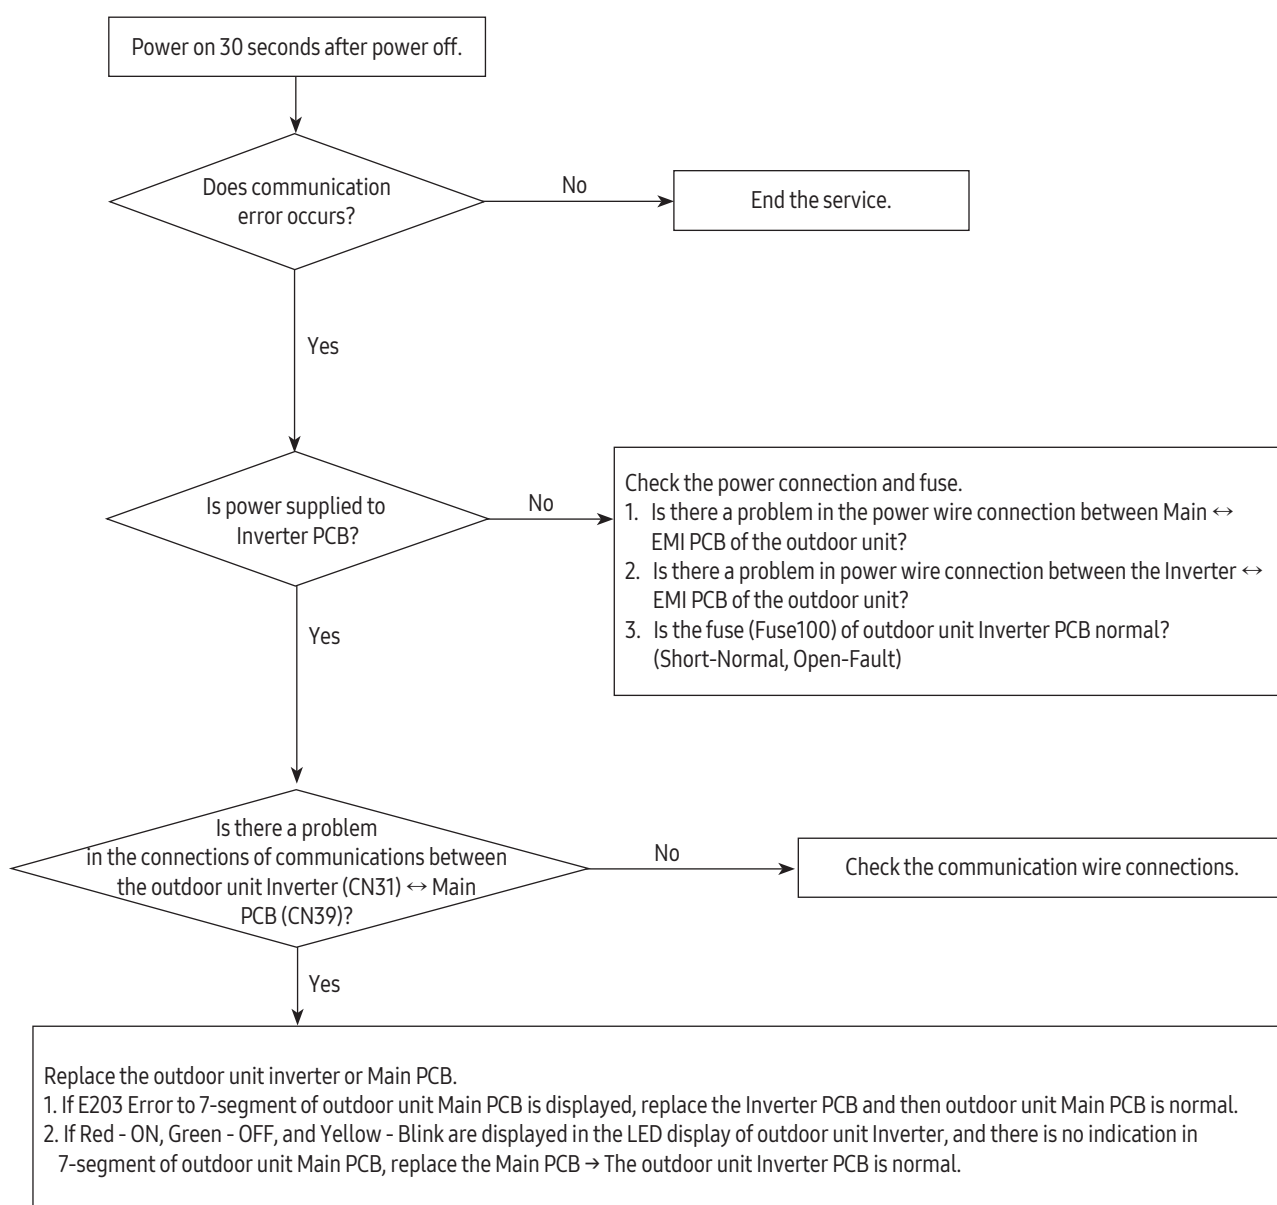 Power on 30 seconds after power off.
Does communication
error occurs?
No
End the service.
Yes
Is power supplied to
Inverter PCB?
No
Check the power connection and fuse.
1. Is there a problem in the power wire connection between Main ↔
EMI PCB of the outdoor unit?
2. Is there a problem in power wire connection between the Inverter ↔
EMI PCB of the outdoor unit?
3. Is the fuse (Fuse100) of outdoor unit Inverter PCB normal?
(Short-Normal, Open-Fault)
Yes
Is there a problem
in the connections of communications between
the outdoor unit Inverter (CN31) ↔ Main
PCB (CN39)?
No
Check the communication wire connections.
Yes
Replace the outdoor unit inverter or Main PCB.
1. If E203 Error to 7-segment of outdoor unit Main PCB is displayed, replace the Inverter PCB and then outdoor unit Main PCB is normal.
2. If Red - ON, Green - OFF, and Yellow - Blink are displayed in the LED display of outdoor unit Inverter, and there is no indication in
7-segment of outdoor unit Main PCB, replace the Main PCB → The outdoor unit Inverter PCB is normal.